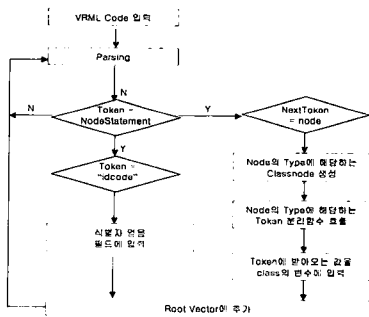 VRML Code 입력
Parsing
N
N
Token =
NodeStatement
Y
NextToken
= node
Y
Token =
"idcode"
Node의 Type에 해당하는
Classnode 생성
Node의 Type에 해당하는
Token 분리함수 호출
식별자 얻음
필드에 입력
Token에 받아오는 값을
class의 변수에 입력
Root Vector에 추가